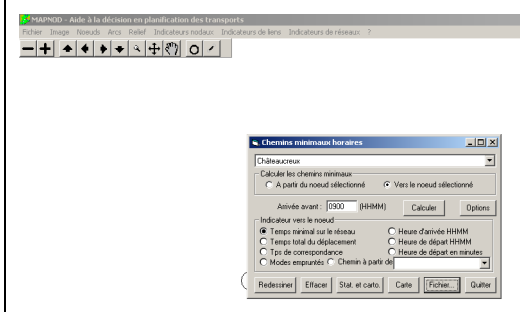 MAPNOD - Aide à la décision en planification des transports
Fichier Image Noeuds Arcs Relief Indicateurs nodaux Indicateurs de liens Indicateurs de réseaux ?
Chemins minimaux horaires
Châteaucreux
Calculer les chemins minimaux
A partir du noeud sélectionné Vers le noeud sélectionné
Arrivée avant : 0900 (HHMM) Calculer Options
Indicateur vers le noeud
Temps minimal sur le réseau Heure d'arrivée HHMM
Temps total du déplacement Heure de départ HHMM
Tps de correspondance Heure de départ en minutes
Modes empruntés Chemin à partir de
Redessiner Effacer Stat. et carto. Carte Fichier... Quitter